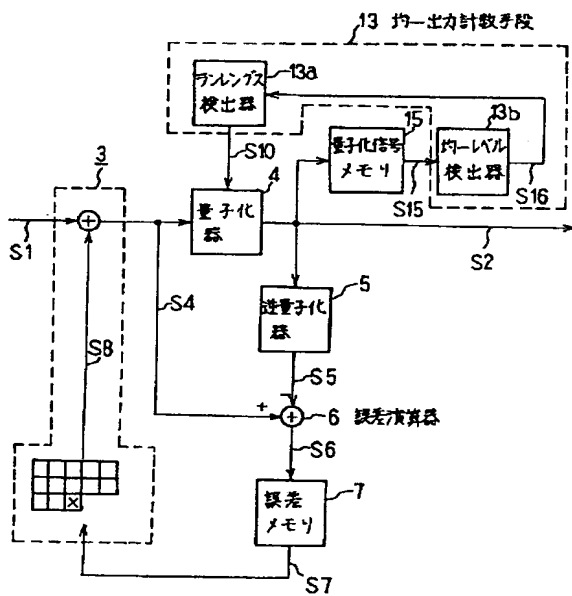 13 均一出力計数手段
ランレングス
検出器
13a
13b
S10
4
15
量子化信号
メモリ
S15
均一レベル
検出器
S16
3
S1
+
量子化
器
S2
S4
S8
逆量子化
器
5
S5
+
−
+
6 誤差演算器
S6
×
誤差
メモリ
7
S7